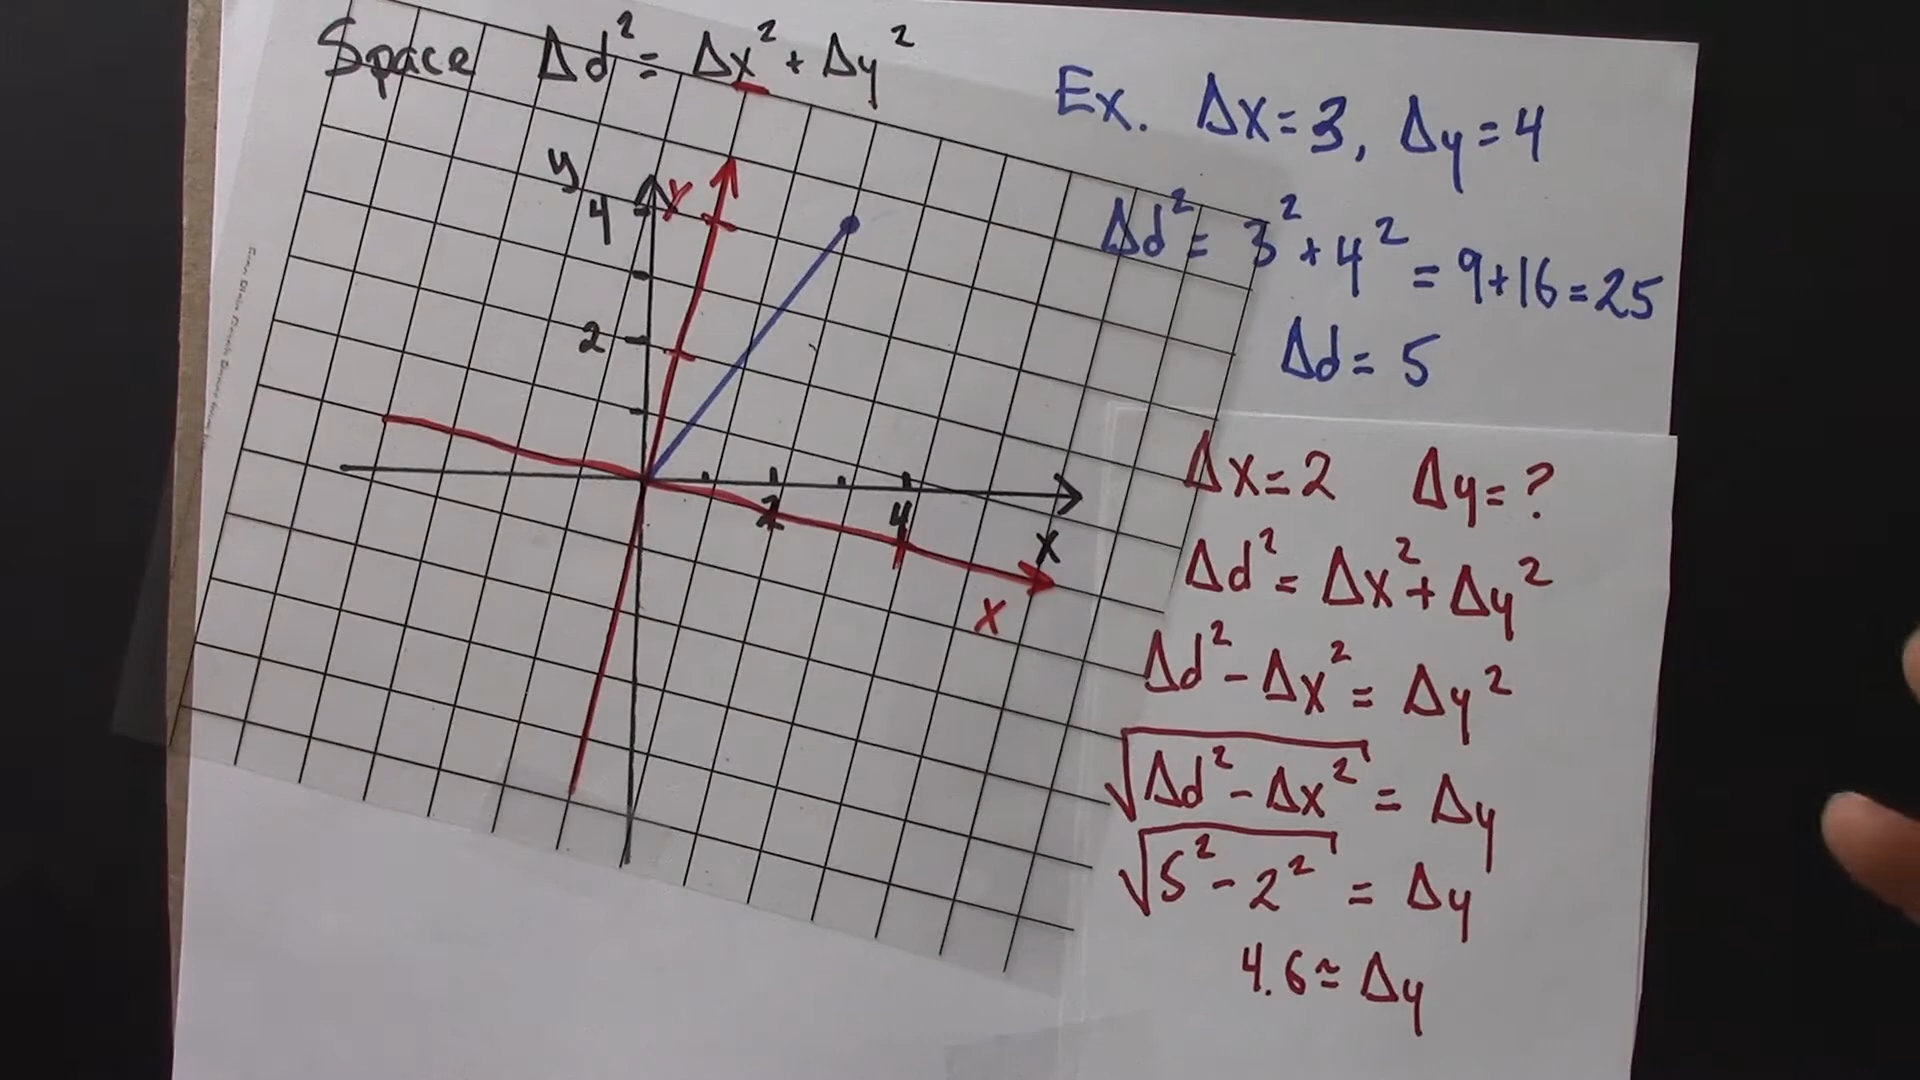 Space Δd² = Δx² + Δy²
y
4
Y
2
2
4
x
x
Ex. Δx = 3, Δy = 4
Δd² = 3² + 4² = 9 + 16 = 25
Δd = 5
Δx = 2 Δy = ?
Δd² = Δx² + Δy²
Δd² - Δx² = Δy²
√Δd² - Δx² = Δy
√5² - 2² = Δy
4.6 ≈ Δy